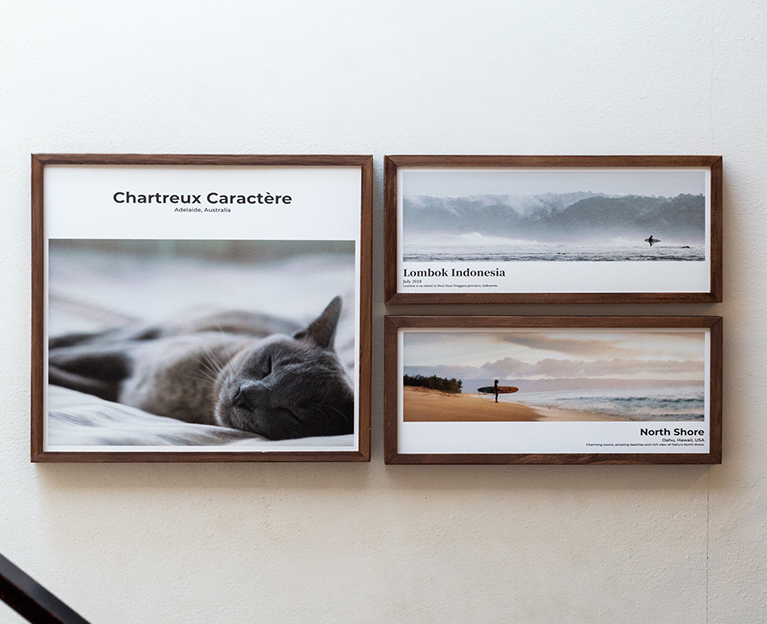 Chartreux Caractère
Adelaide, Australia
Lombok Indonesia
July 2018
Lombok is an island in West Nusa Tenggara province, Indonesia.
North Shore
Oahu, Hawaii, USA
Charming towns, amazing beaches and rich view of Oahu's North Shore.